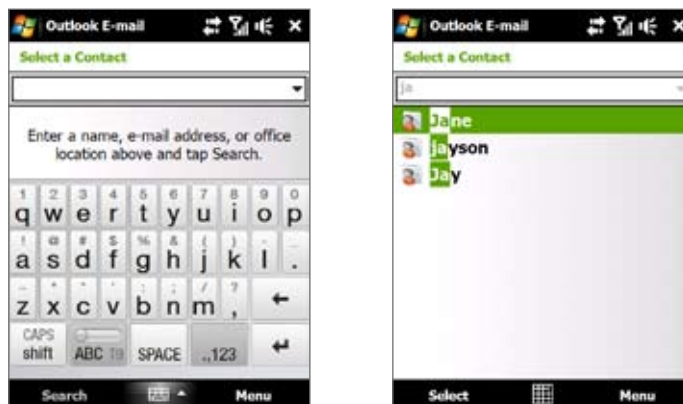 Outlook E-mail
Select a Contact
Enter a name, e-mail address, or office
location above and tap Search.
1 2 3 4 5 6 7 8 9 0
q w e r t y u i o p
! @ # $ % & ( )
a s d f g h j k l .
z x c v b n m ,
CAPS
shift ABC T9 SPACE .,123
Search Menu
Outlook E-mail
Select a Contact
ja
Jane
jayson
Jay
Select Menu